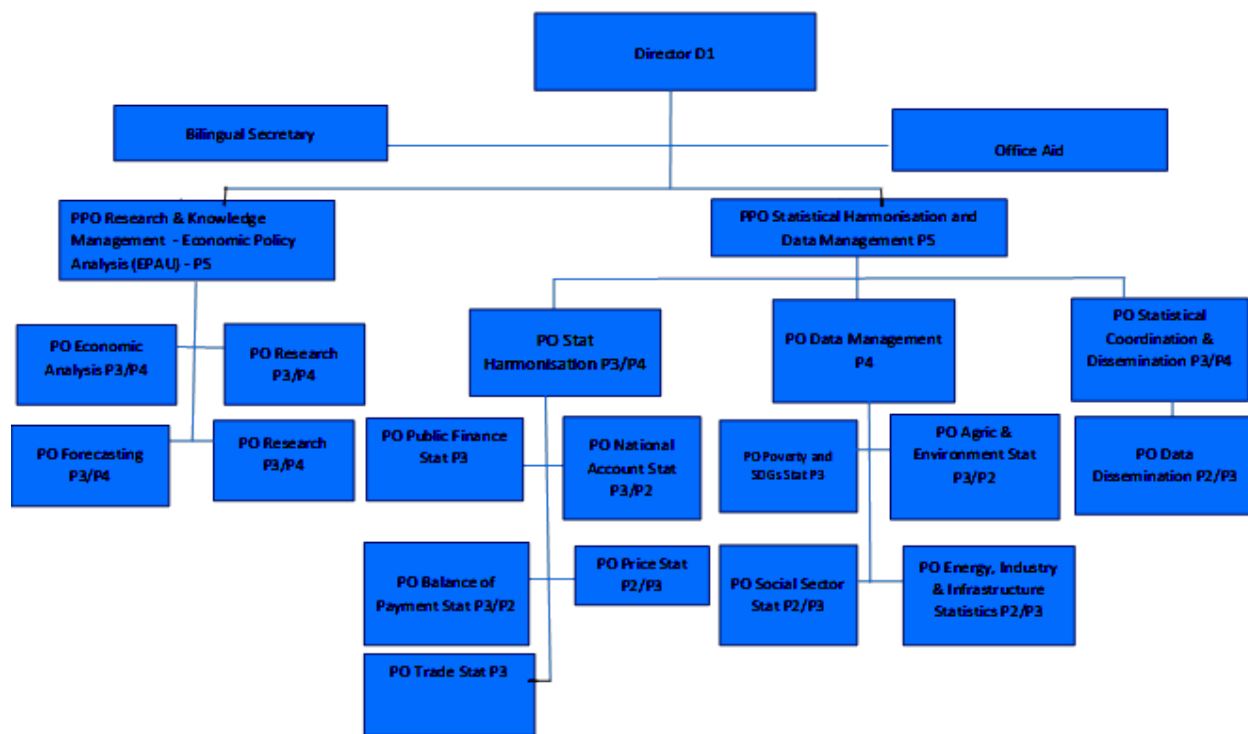 Director D1
Bilingual Secretary
Office Aid
PPO Research & Knowledge
Management - Economic Policy
Analysis (EPAU) - P5
PPO Statistical Harmonisation and
Data Management P5
PO Economic
Analysis P3/P4
PO Research
P3/P4
PO Forecasting
P3/P4
PO Research
P3/P4
PO Stat
Harmonisation P3/P4
PO Data Management
P4
PO Statistical
Coordination &
Dissemination P3/P4
PO Public Finance
Stat P3
PO National
Account Stat
P3/P2
PO Balance of
Payment Stat P3/P2
PO Price Stat
P2/P3
PO Trade Stat P3
PO Poverty and
SDGs Stat P3
PO Agric &
Environment Stat
P3/P2
PO Social Sector
Stat P2/P3
PO Energy, Industry
& Infrastructure
Statistics P2/P3
PO Data
Dissemination P2/P3